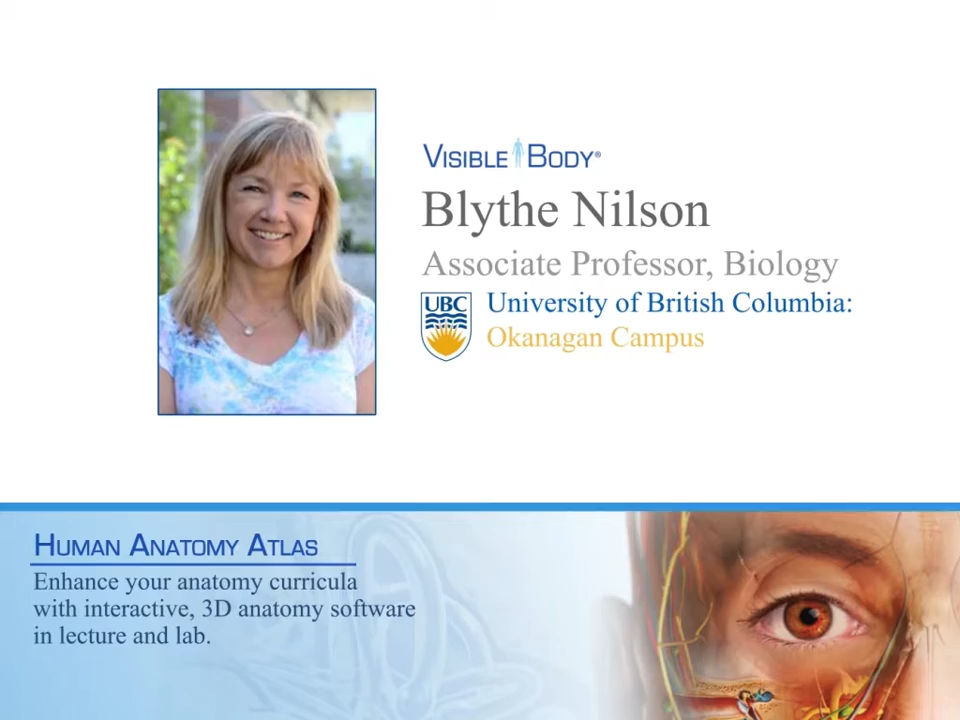 VISIBLE BODY®
Blythe Nilson
Associate Professor, Biology
UBC
University of British Columbia:
Okanagan Campus
HUMAN ANATOMY ATLAS
Enhance your anatomy curricula
with interactive, 3D anatomy software
in lecture and lab.